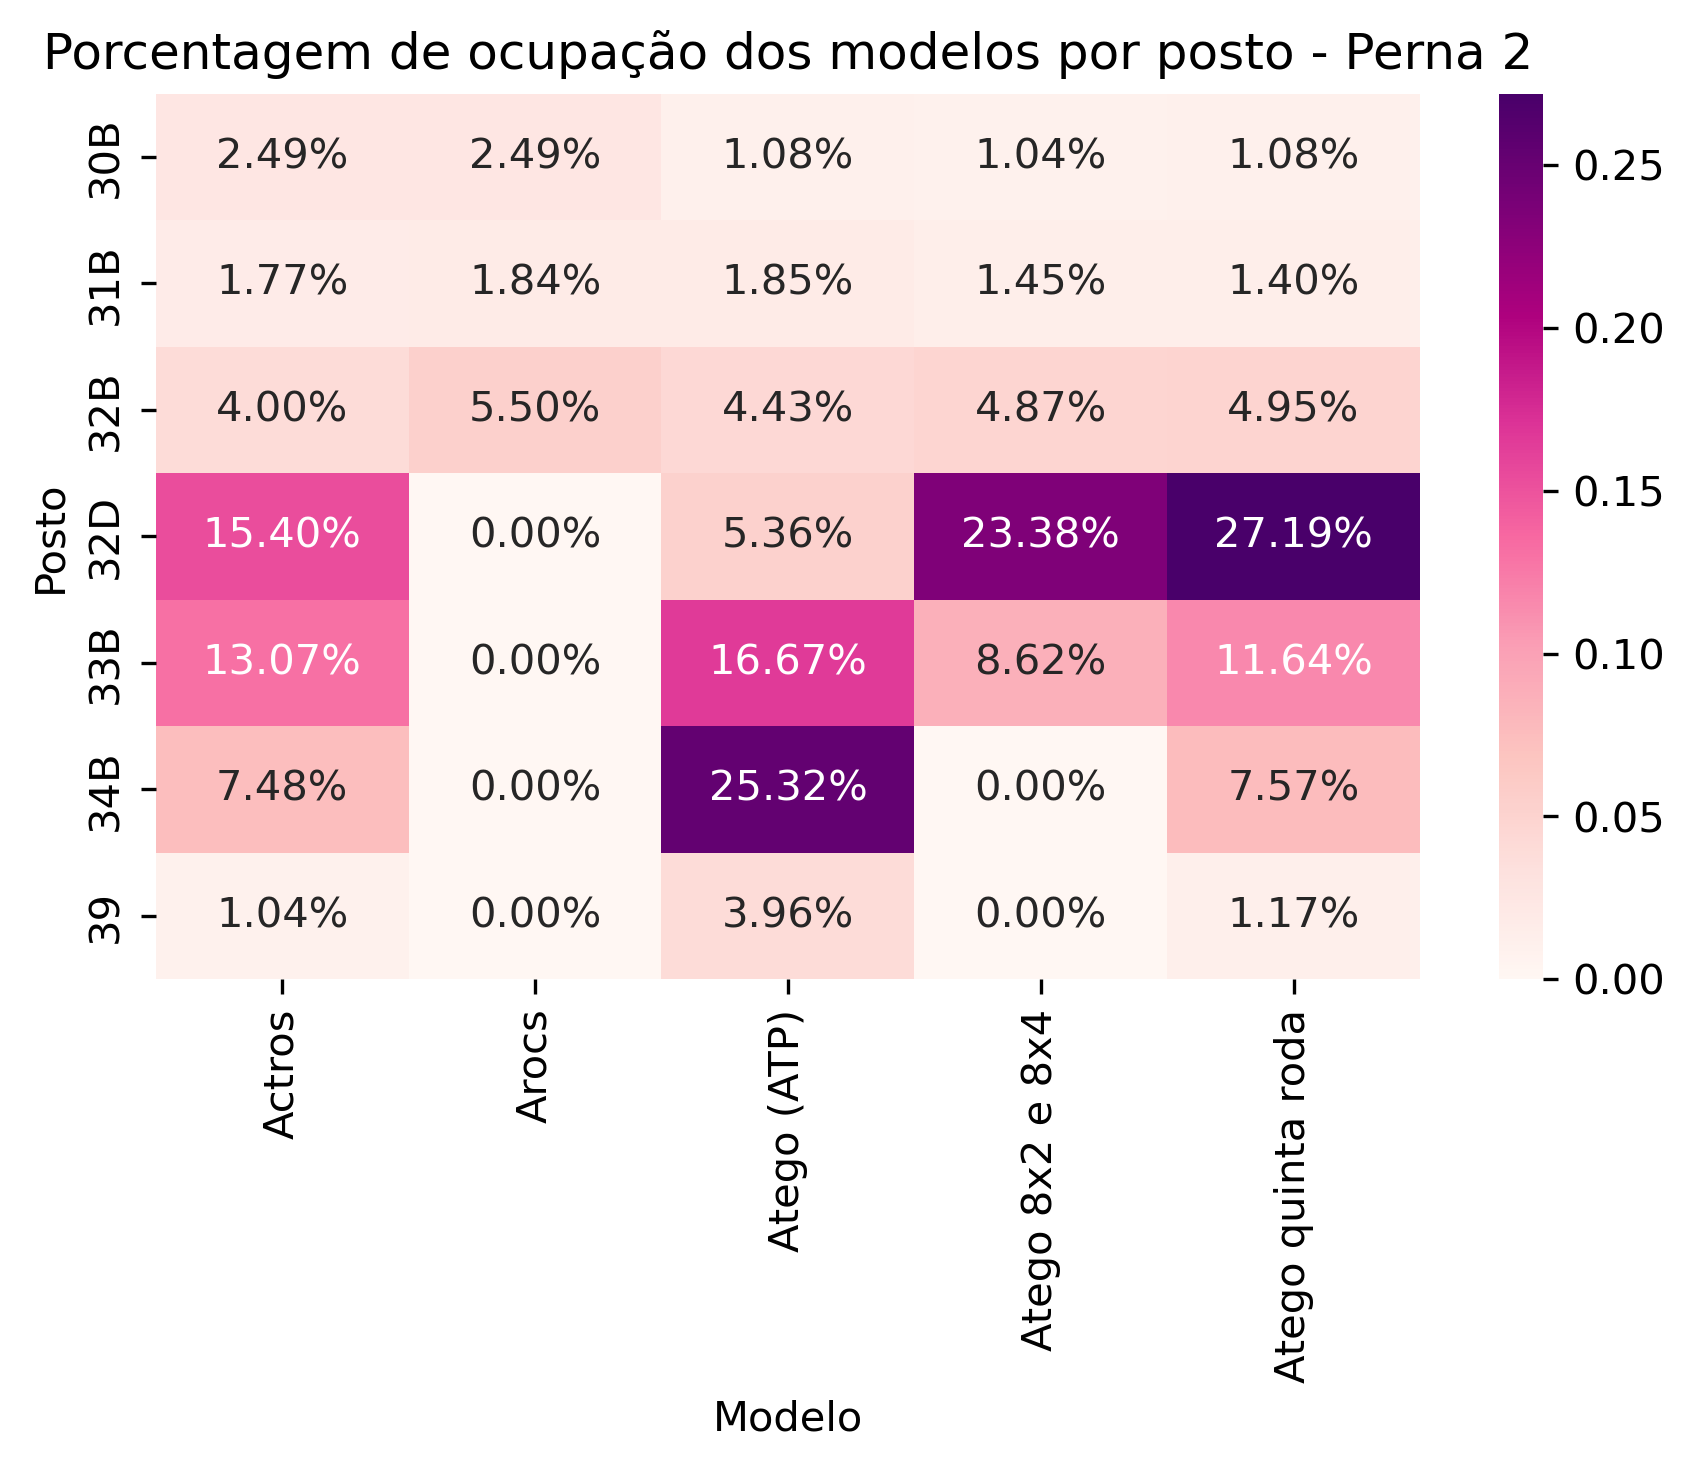 Porcentagem de ocupação dos modelos por posto - Perna 2
Posto
30B 2.49% 2.49% 1.08% 1.04% 1.08%
31B 1.77% 1.84% 1.85% 1.45% 1.40%
32B 4.00% 5.50% 4.43% 4.87% 4.95%
32D 15.40% 0.00% 5.36% 23.38% 27.19%
33B 13.07% 0.00% 16.67% 8.62% 11.64%
34B 7.48% 0.00% 25.32% 0.00% 7.57%
39 1.04% 0.00% 3.96% 0.00% 1.17%
Actros
Arocs
Atego (ATP)
Atego 8x2 e 8x4
Atego quinta roda
Modelo
0.25
0.20
0.15
0.10
0.05
0.00